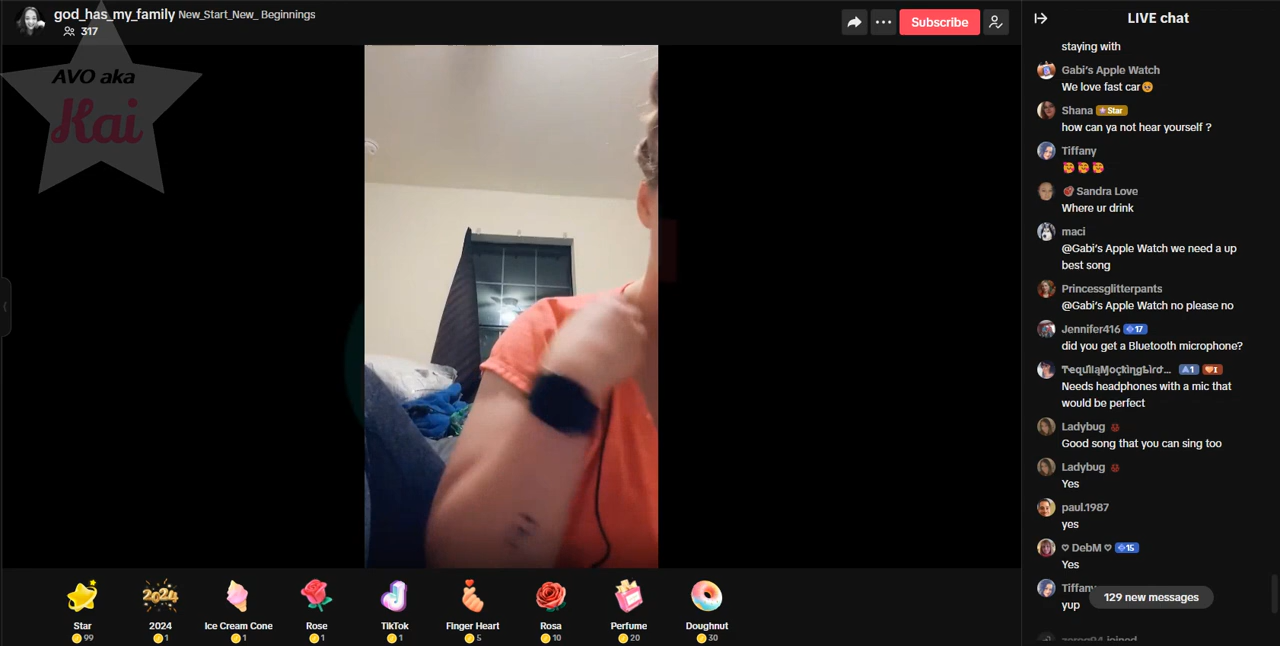 god_has_my_family New_Start_New_ Beginnings
317
Subscribe
AVO aka
Kai
LIVE chat
staying with
Gabi's Apple Watch
We love fast car😡
Shana Star
how can ya not hear yourself ?
Tiffany
🥰🥰🥰
Sandra Love
Where ur drink
maci
@Gabi's Apple Watch we need a up
best song
Princessglitterpants
@Gabi's Apple Watch no please no
Jennifer416 17
did you get a Bluetooth microphone?
1 1
Needs headphones with a mic that
would be perfect
Ladybug
Good song that you can sing too
Ladybug
Yes
paul.1987
yes
♡ DebM ♡ 15
Yes
Tiffany
yup
129 new messages
joined
Star
99
2024
1
Ice Cream Cone
1
Rose
1
TikTok
1
Finger Heart
5
Rosa
10
Perfume
20
Doughnut
30